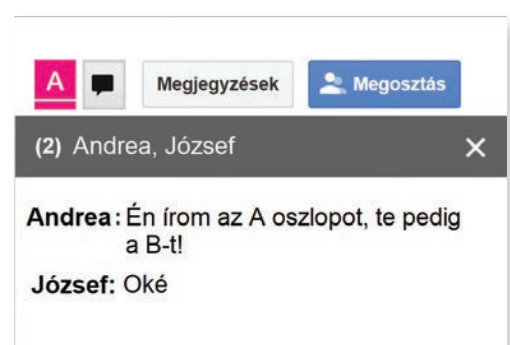 A
Megjegyzések
Megosztás
(2) Andrea, József
Andrea: Én írom az A oszlopot, te pedig
a B-t!
József: Oké